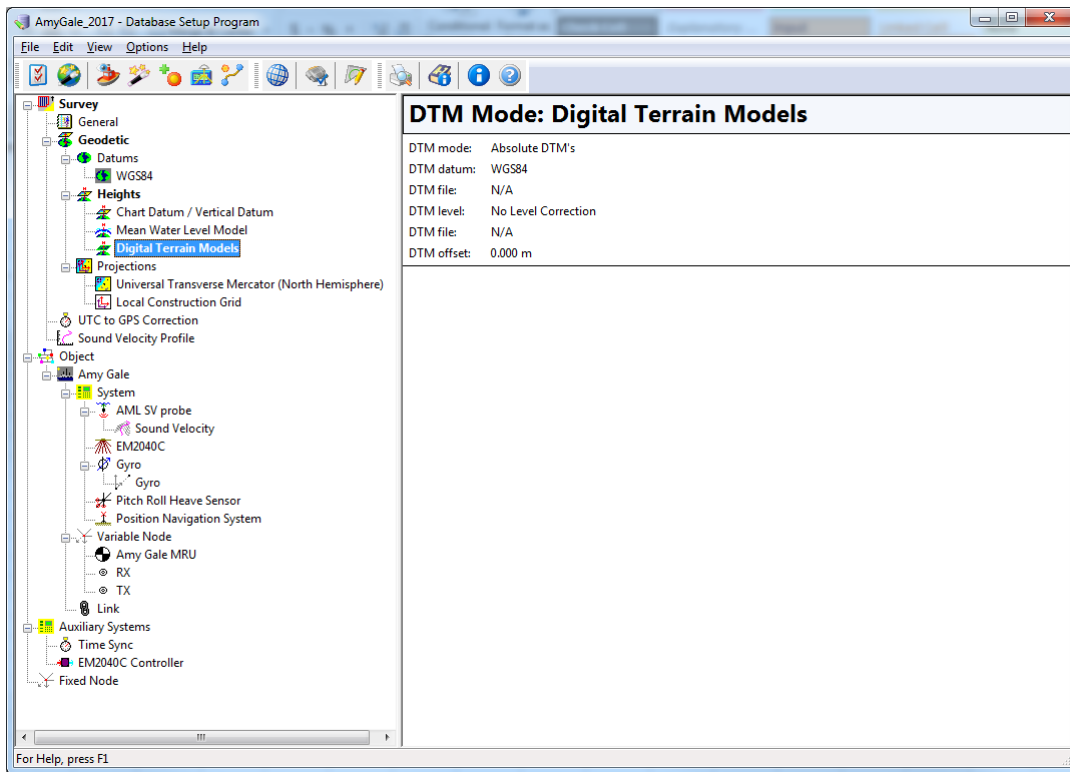 AmyGale_2017 - Database Setup Program
File Edit View Options Help
Survey
General
Geodetic
Datums
WGS84
Heights
Chart Datum / Vertical Datum
Mean Water Level Model
Digital Terrain Models
Projections
Universal Transverse Mercator (North Hemisphere)
Local Construction Grid
UTC to GPS Correction
Sound Velocity Profile
Object
Amy Gale
System
AML SV probe
Sound Velocity
EM2040C
Gyro
Gyro
Pitch Roll Heave Sensor
Position Navigation System
Variable Node
Amy Gale MRU
RX
TX
Link
Auxiliary Systems
Time Sync
EM2040C Controller
Fixed Node
DTM Mode: Digital Terrain Models
DTM mode: Absolute DTM's
DTM datum: WGS84
DTM file: N/A
DTM level: No Level Correction
DTM file: N/A
DTM offset: 0.000 m
For Help, press F1